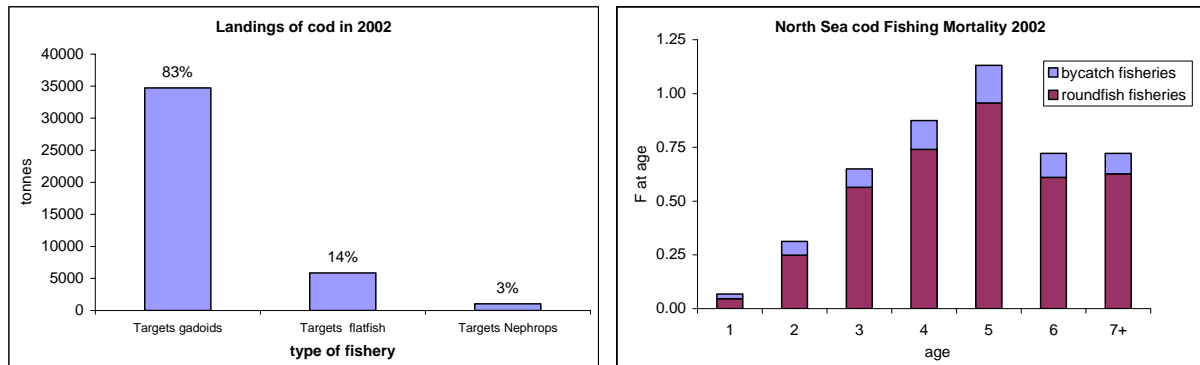 Landings of cod in 2002
40000
35000
30000
25000
20000
15000
10000
5000
0
tonnes
83%
14%
3%
Targets gadoids
Targets flatfish
Targets Nephrops
type of fishery
North Sea cod Fishing Mortality 2002
1.25
1.00
0.75
0.50
0.25
0.00
F at age
bycatch fisheries
roundfish fisheries
1 2 3 4 5 6 7+
age